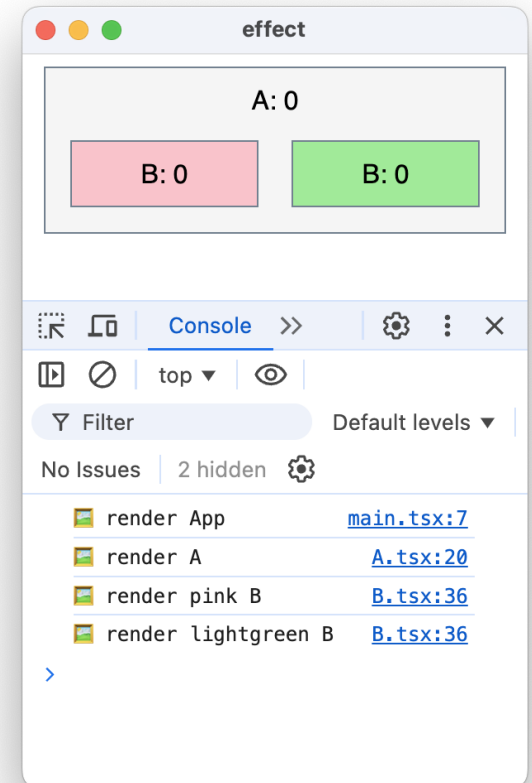 effect
A: 0
B: 0 B: 0
Console
top
Filter Default levels
No Issues 2 hidden
render App main.tsx:7
render A A.tsx:20
render pink B B.tsx:36
render lightgreen B B.tsx:36